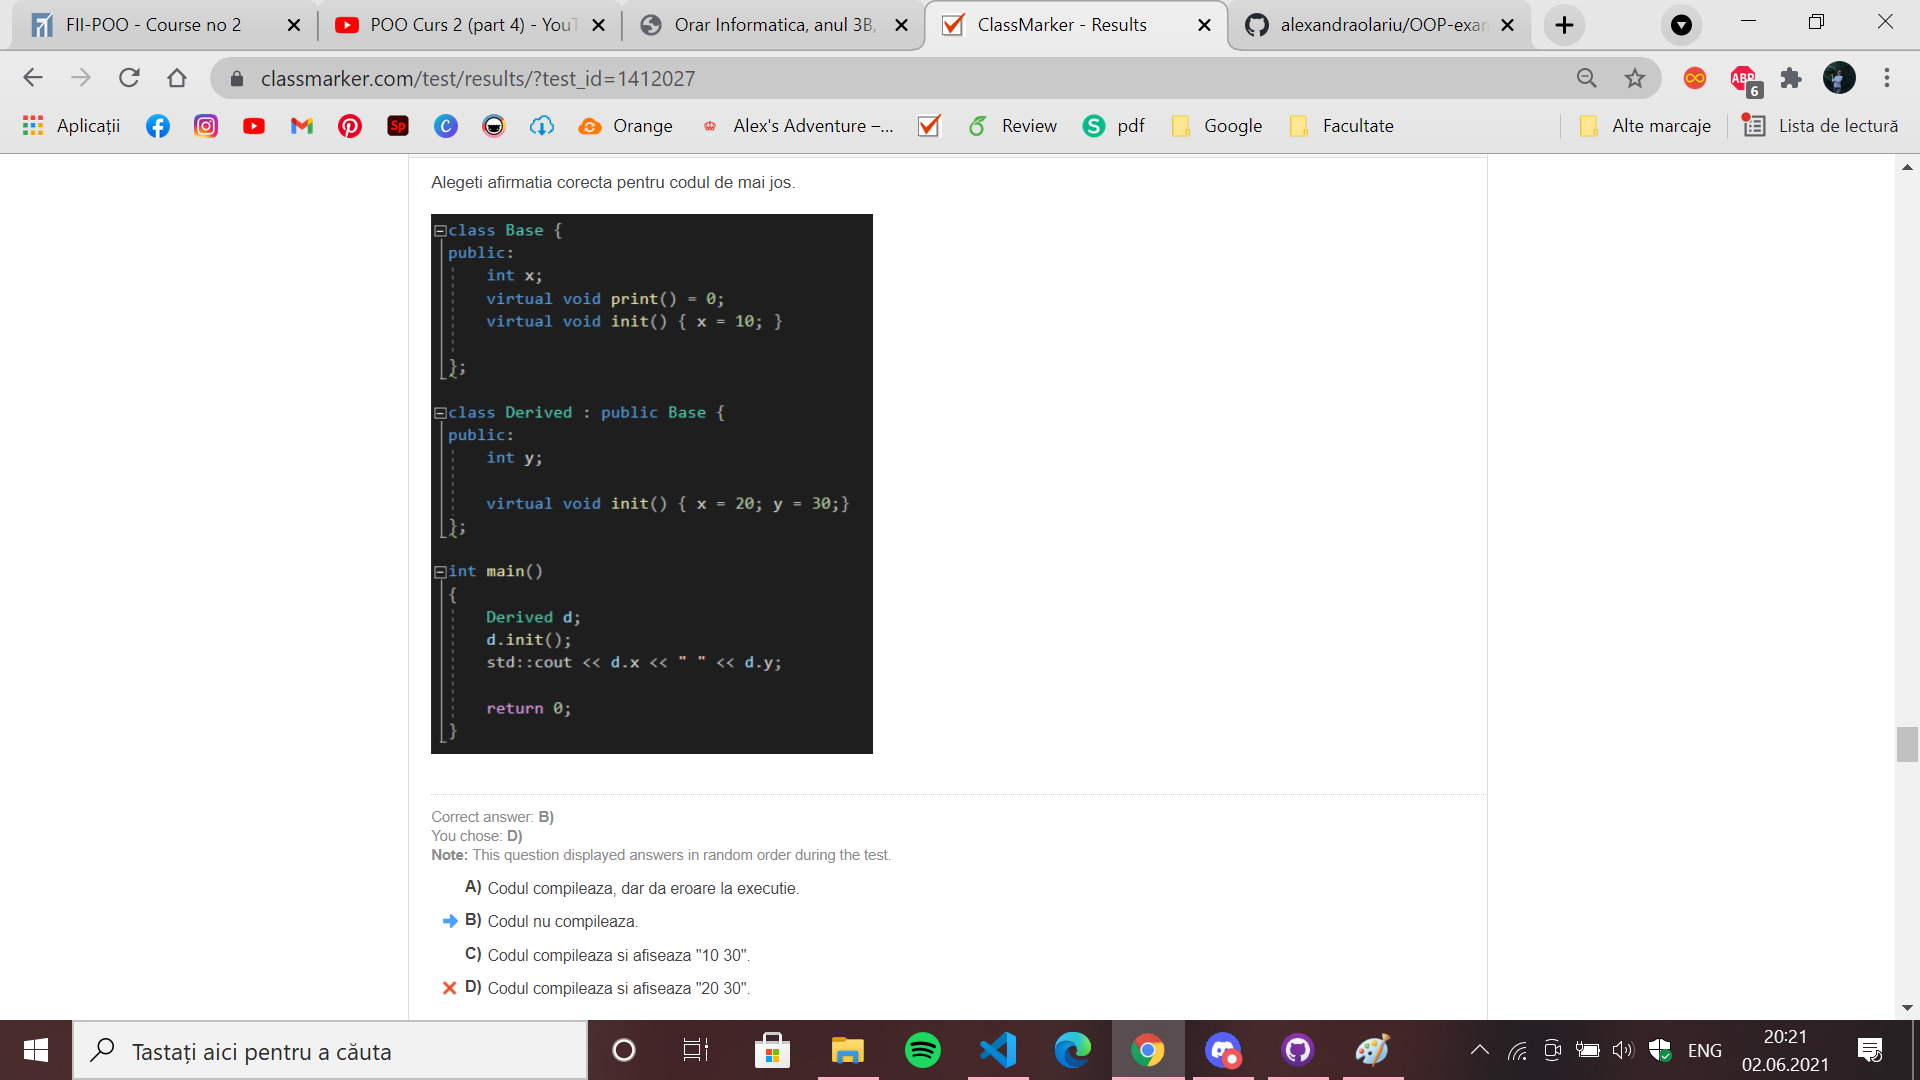 FII-POO - Course no 2
POO Curs 2 (part 4) - YouT
Orar Informatica, anul 3B,
ClassMarker - Results
alexandraolariu/OOP-exar
classmarker.com/test/results/?test_id=1412027
ABP
6
Aplicații
Sp
Orange
Alex's Adventure –...
Review
S
pdf
Google
Facultate
Alte marcaje
Lista de lectură
Alegeti afirmatia corecta pentru codul de mai jos.
class Base {
public:
int x;
virtual void print() = 0;
virtual void init() { x = 10; }
};
class Derived : public Base {
public:
int y;
virtual void init() { x = 20; y = 30;}
};
int main()
{
Derived d;
d.init();
std::cout << d.x << " " << d.y;
return 0;
}
Correct answer: B)
You chose: D)
Note: This question displayed answers in random order during the test.
A) Codul compileaza, dar da eroare la executie.
B) Codul nu compileaza.
C) Codul compileaza si afiseaza "10 30".
D) Codul compileaza si afiseaza "20 30".
Tastați aici pentru a căuta
ENG
20:21
02.06.2021